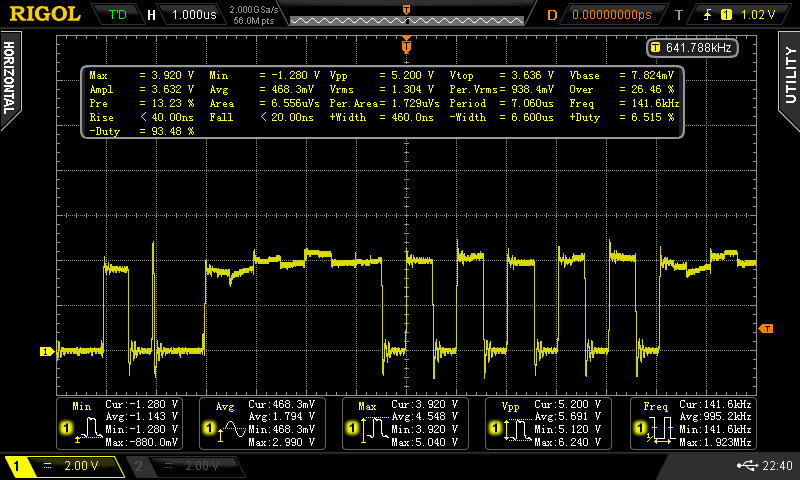 RIGOL T'D H 1.000us 2.000GSa/s 56.0M pts D 0.00000000ps T 1 1.02 V
HORIZONTAL
UTILITY
T 641.788kHz
Max = 3.920 V Min = -1.280 V Vpp = 5.200 V Vtop = 3.636 V Vbase = 7.824mV
Ampl = 3.632 V Avg = 468.3mV Vrms = 1.304 V Per.Vrms= 938.4mV Over = 26.46 %
Pre = 13.23 % Area = 6.556uVs Per.Area= 1.729uVs Period = 7.060us Freq = 141.6kHz
Rise < 40.00ns Fall < 20.00ns +Width = 460.0ns -Width = 6.600us +Duty = 6.515 %
-Duty = 93.48 %
T
1
T
Min Cur:-1.280 V
Avg:-1.143 V
1 Min:-1.280 V
Max:-880.0mV
Avg Cur:468.3mV
Avg:1.794 V
1 Min:468.3mV
Max:2.990 V
Max Cur:3.920 V
Avg:4.548 V
1 Min:3.920 V
Max:5.040 V
Vpp Cur:5.200 V
Avg:5.691 V
1 Min:5.120 V
Max:6.240 V
Freq Cur:141.6kHz
Avg:995.2kHz
1 Min:141.6kHz
Max:1.923MHz
1 2.00 V 2 2.00 V 22:40